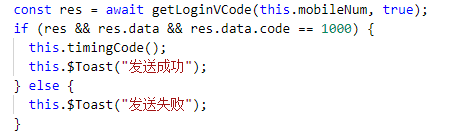 const res = await getLoginVCode(this.mobileNum, true);
if (res && res.data && res.data.code == 1000) {
  this.timingCode();
  this.$Toast("发送成功");
} else {
  this.$Toast("发送失败");
}